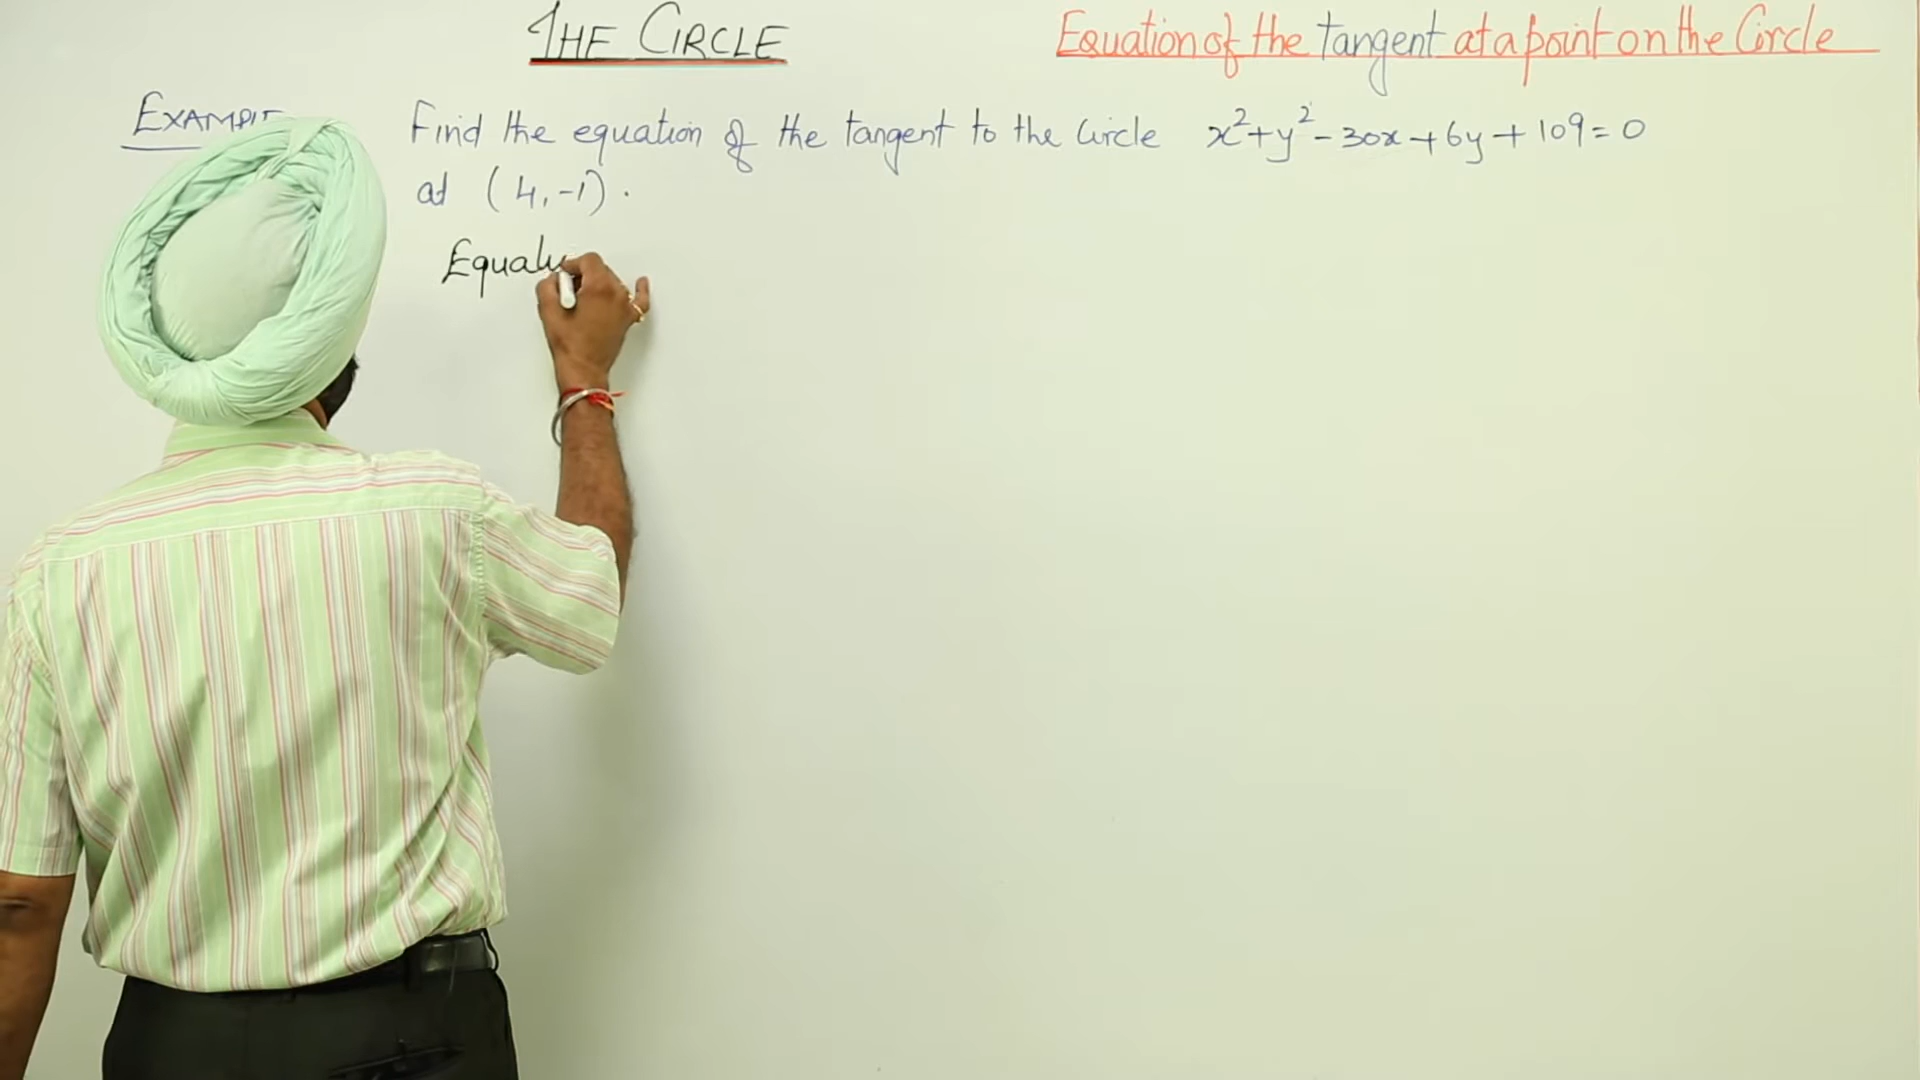 THE CIRCLE
Equation of the tangent at a point on the Circle
EXAMPLE
Find the equation of the tangent to the circle x²+y²-30x+6y+109=0
at (4,-1).